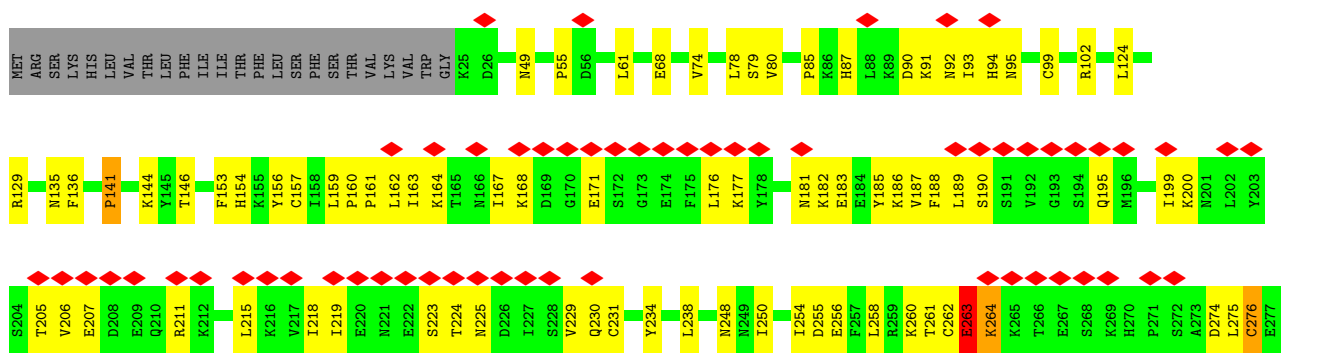 MET ARG SER LYS HIS LEU VAL THR LEU PHE ILE ILE THR PHE LEU SER PHE SER THR VAL LYS VAL TRP GLY K25 D26 N49 P55 D56 L61 E68 V74 L78 S79 V80 P85 K86 H87 L88 K89 D90 K91 N92 I93 H94 N95 C99 R102 L124
R129 N135 F136 P141 K144 Y145 T146 F153 H154 K155 Y156 C157 I158 L159 P160 P161 L162 I163 K164 T165 N166 I167 K168 D169 G170 E171 S172 G173 E174 F175 L176 K177 Y178 N181 K182 E183 E184 Y185 K186 V187 F188 L189 S190 S191 V192 G193 S194 Q195 M196 I199 K200 N201 L202 Y203
S204 T205 V206 E207 D208 E209 Q210 R211 K212 L215 K216 V217 I218 I219 E220 N221 E222 S223 T224 N225 D226 I227 S228 V229 Q230 C231 Y234 L238 N248 N249 I250 I254 D255 E256 F257 L258 R259 K260 T261 C262 E263 K264 K265 T266 E267 S268 K269 H270 P271 S272 A273 D274 L275 C276 E277